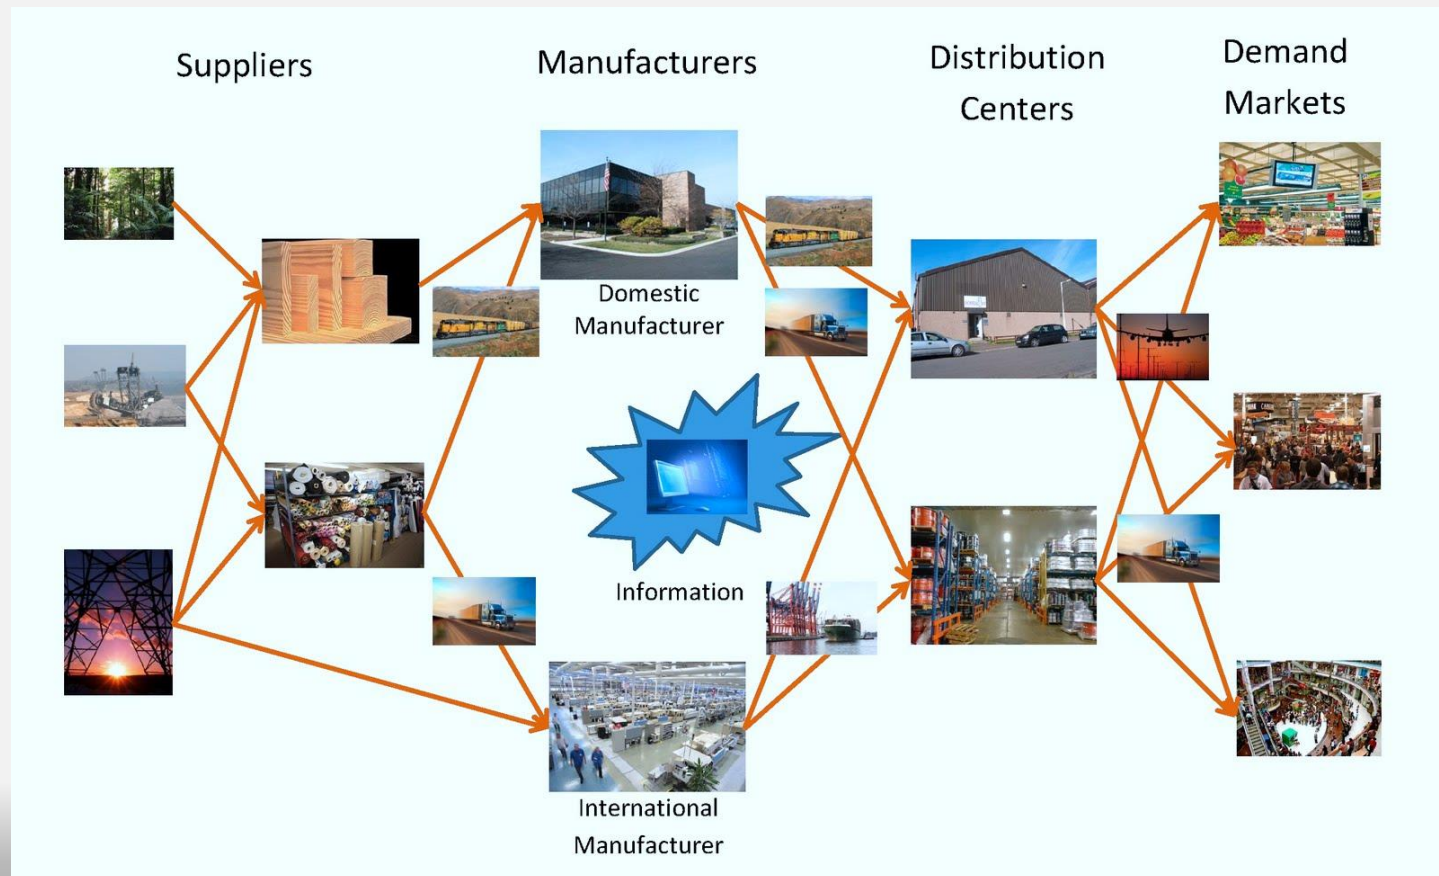 Suppliers
Manufacturers
Distribution
Centers
Demand
Markets
Domestic
Manufacturer
Information
International
Manufacturer